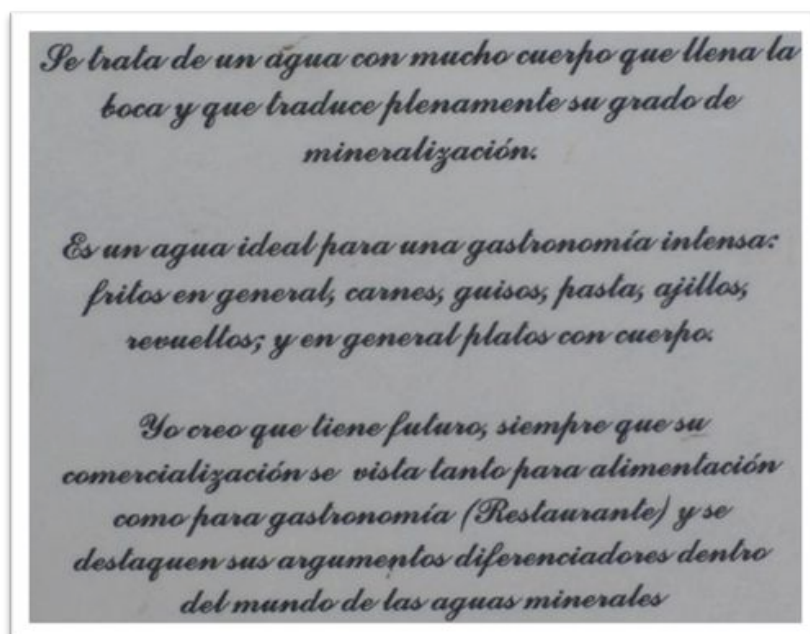 Se trata de un agua con mucho cuerpo que llena la
boca y que traduce plenamente su grado de
mineralización.
Es un agua ideal para una gastronomía intensa:
fritos en general, carnes, guisos, pasta, ajillos,
revueltos; y en general platos con cuerpo.
Yo creo que tiene futuro, siempre que su
comercialización se vista tanto para alimentación
como para gastronomía (Restaurante) y se
destaquen sus argumentos diferenciadores dentro
del mundo de las aguas minerales